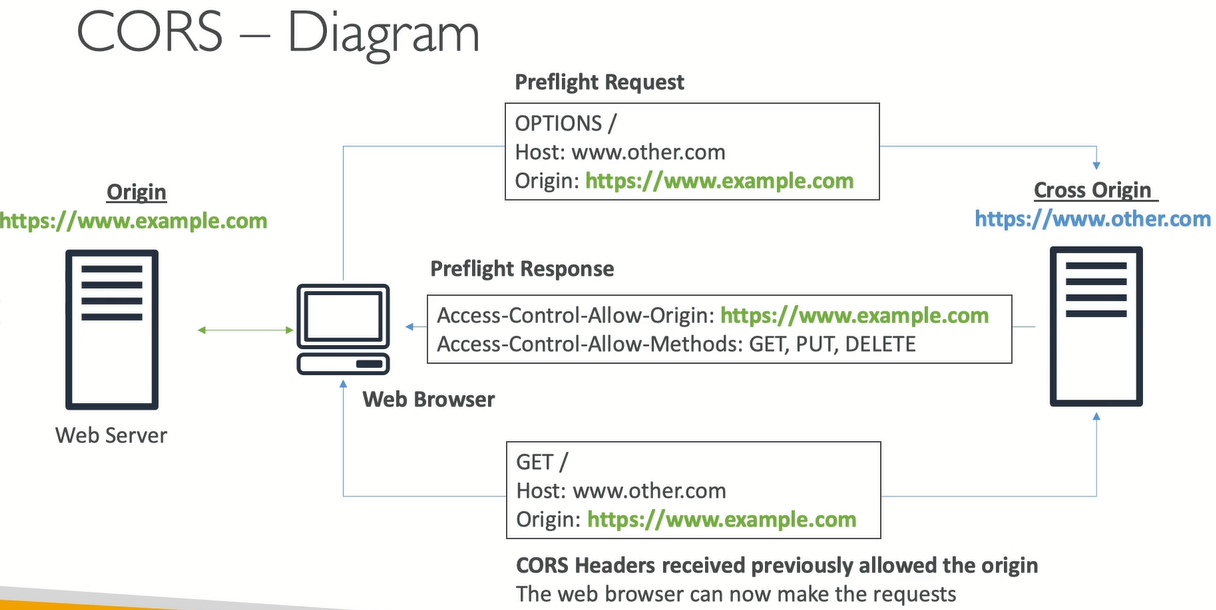 CORS – Diagram
Preflight Request
OPTIONS /
Host: www.other.com
Origin: https://www.example.com
Origin
https://www.example.com
Cross Origin
https://www.other.com
Preflight Response
Access-Control-Allow-Origin: https://www.example.com
Access-Control-Allow-Methods: GET, PUT, DELETE
Web Browser
Web Server
GET /
Host: www.other.com
Origin: https://www.example.com
CORS Headers received previously allowed the origin
The web browser can now make the requests